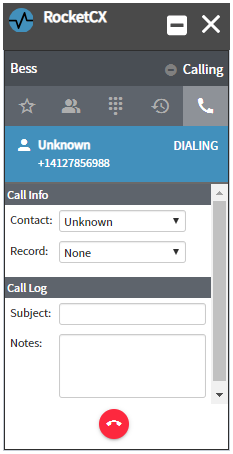 RocketCX
Bess Calling
Unknown DIALING
+14127856988
Call Info
Contact: Unknown
Record: None
Call Log
Subject:
Notes: